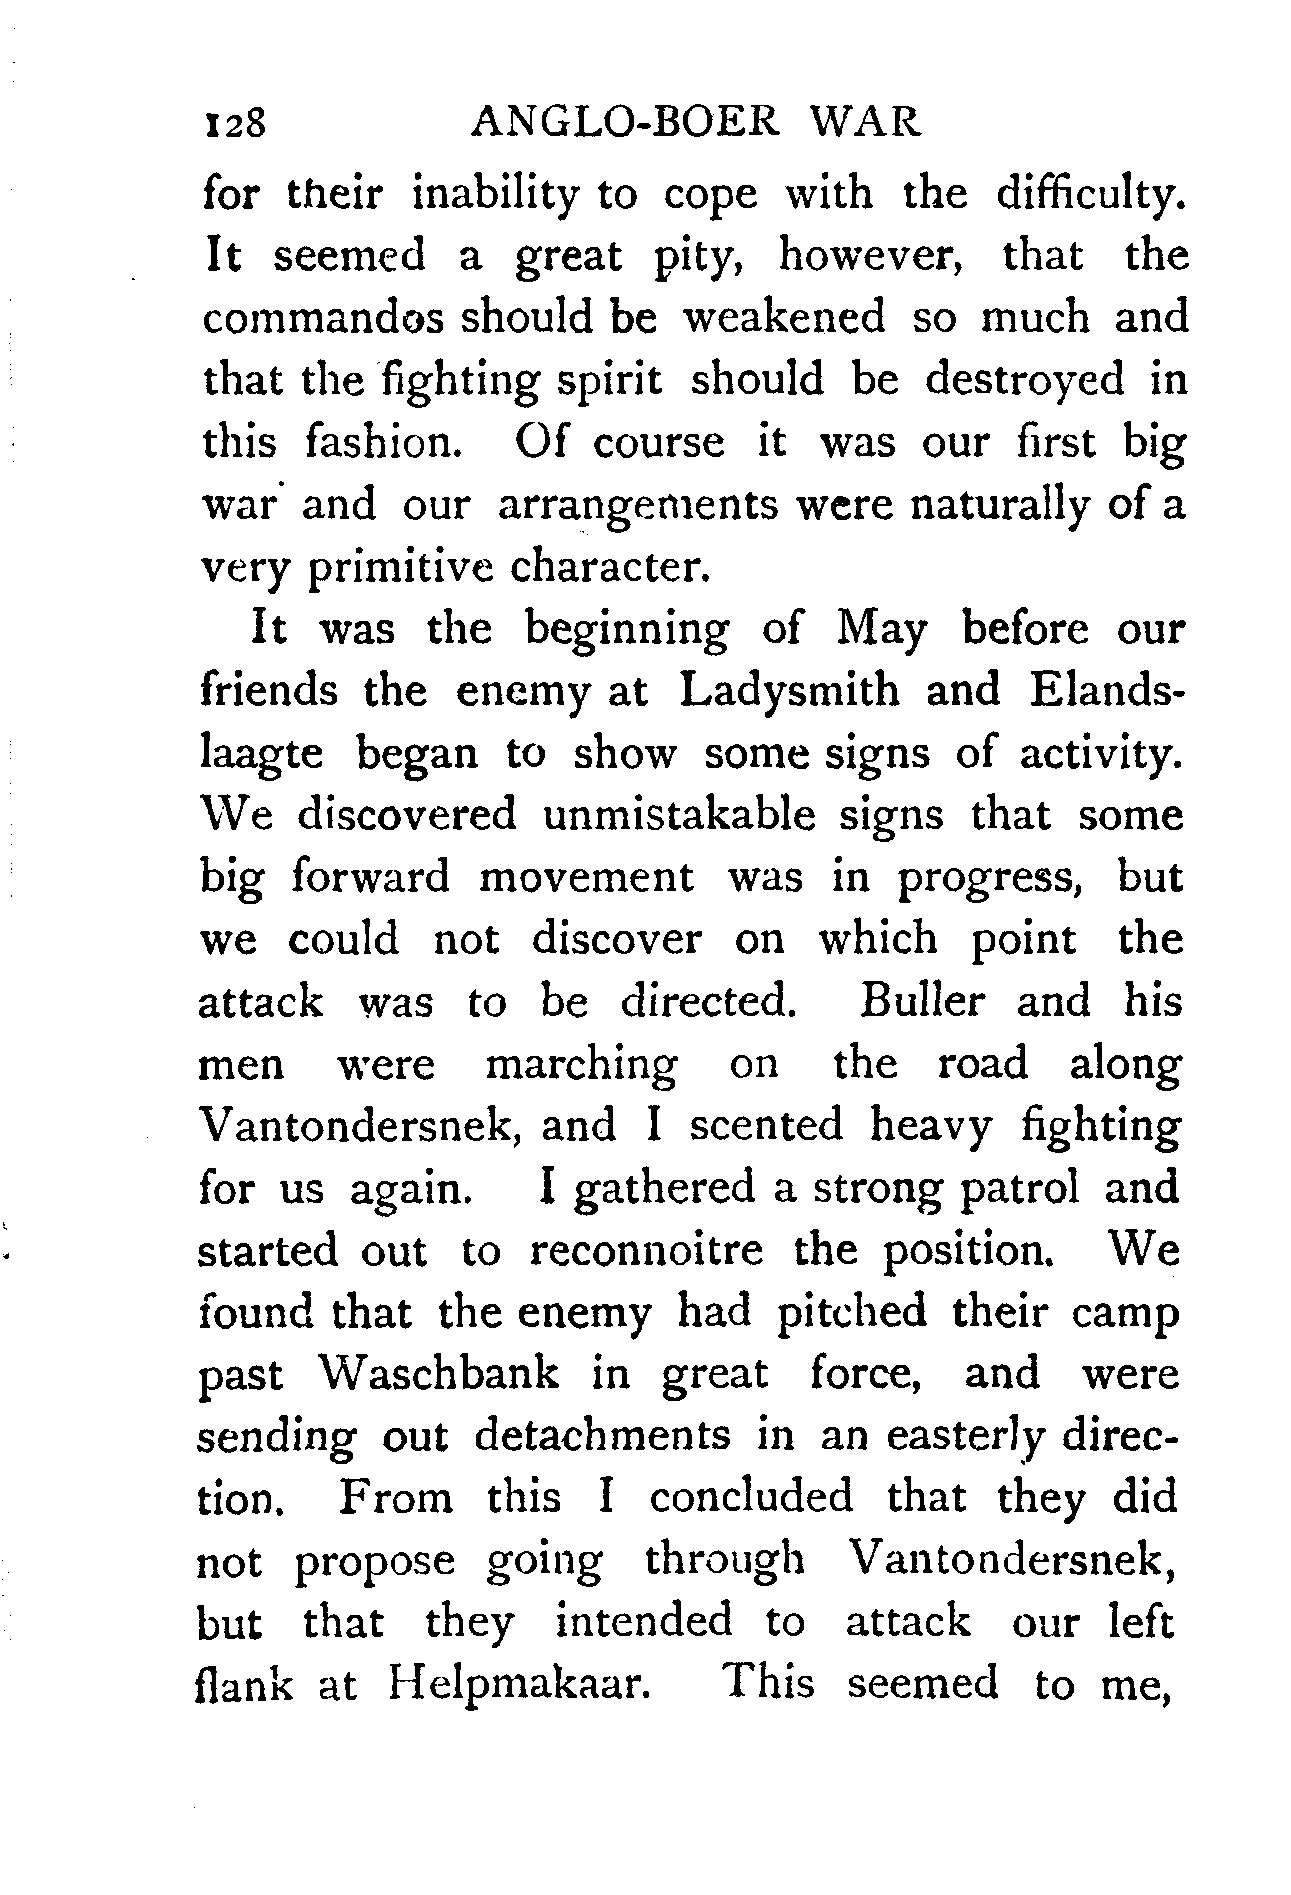 128 ANGLO-BOER WAR
for their inability to cope with the difficulty.
It seemed a great pity, however, that the
commandos should be weakened so much and
that the fighting spirit should be destroyed in
this fashion. Of course it was our first big
war and our arrangements were naturally of a
very primitive character.
It was the beginning of May before our
friends the enemy at Ladysmith and Elands-
laagte began to show some signs of activity.
We discovered unmistakable signs that some
big forward movement was in progress, but
we could not discover on which point the
attack was to be directed. Buller and his
men were marching on the road along
Vantondersnek, and I scented heavy fighting
for us again. I gathered a strong patrol and
started out to reconnoitre the position. We
found that the enemy had pitched their camp
past Waschbank in great force, and were
sending out detachments in an easterly direc-
tion. From this I concluded that they did
not propose going through Vantondersnek,
but that they intended to attack our left
flank at Helpmakaar. This seemed to me,